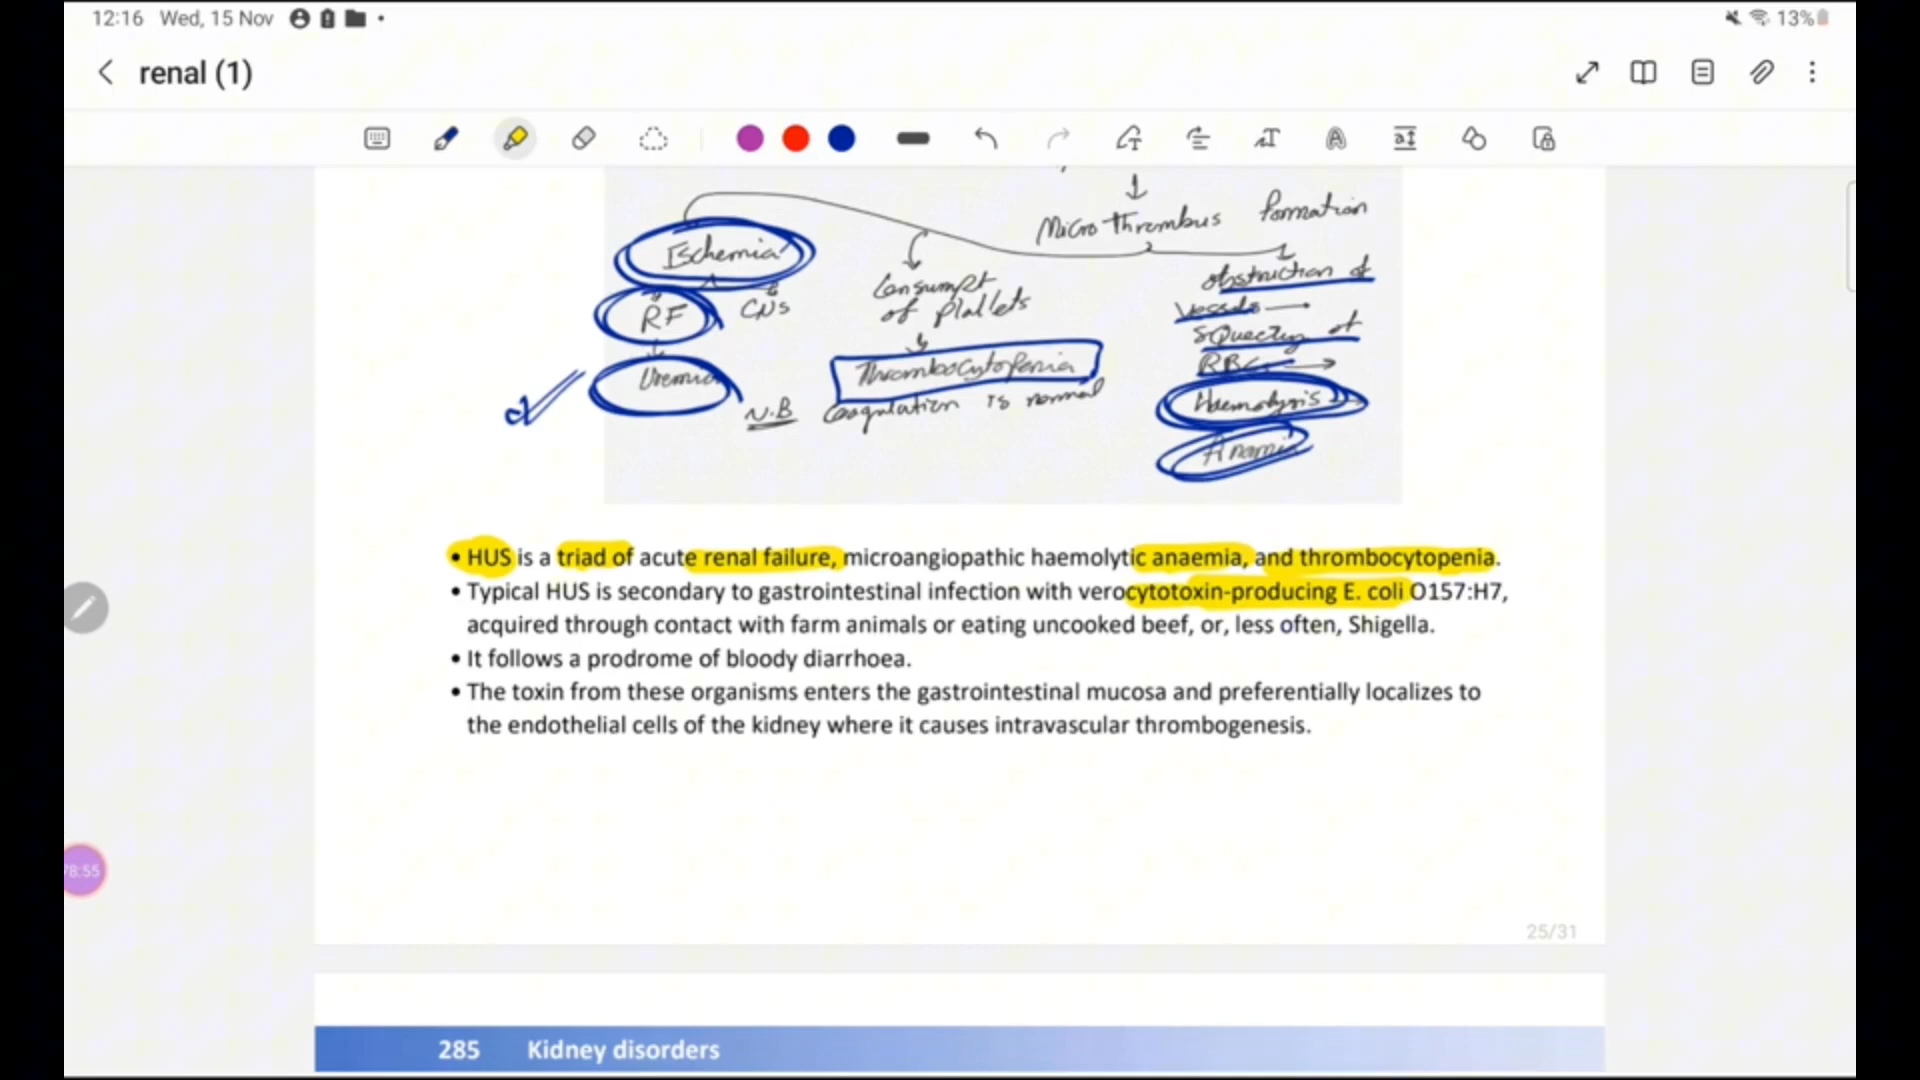 12:16 Wed, 15 Nov
13%
renal (1)
Micro thrombus formation
Ischemia
obstruction of
Consumpt
Vessels
RF CNS
of Platlets
squeezing of
RBCs
Thrombocytopenia
Uremia
Haemolysis
N.B Coagulation is normal
Anamia
• HUS is a triad of acute renal failure, microangiopathic haemolytic anaemia, and thrombocytopenia.
• Typical HUS is secondary to gastrointestinal infection with verocytotoxin-producing E. coli O157:H7,
acquired through contact with farm animals or eating uncooked beef, or, less often, Shigella.
• It follows a prodrome of bloody diarrhoea.
• The toxin from these organisms enters the gastrointestinal mucosa and preferentially localizes to
the endothelial cells of the kidney where it causes intravascular thrombogenesis.
78:55
25/31
285 Kidney disorders